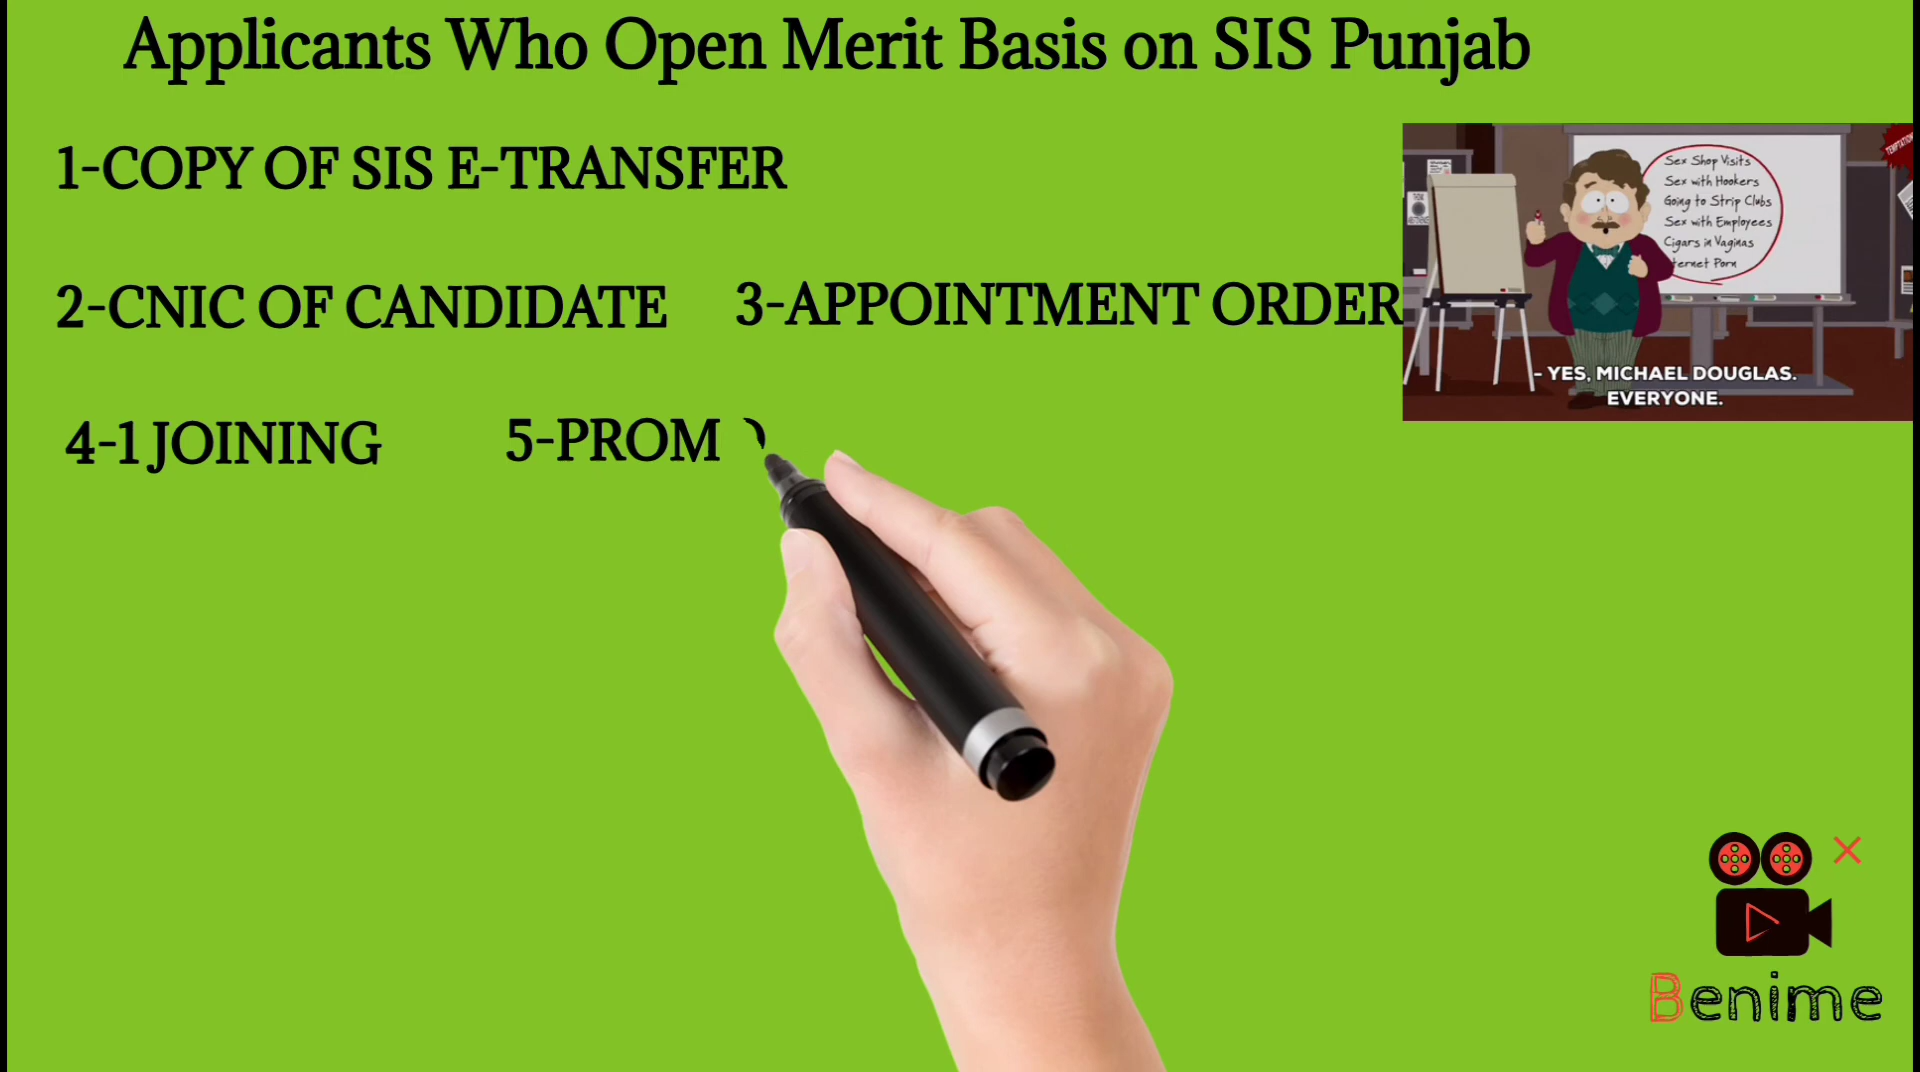 Applicants Who Open Merit Basis on SIS Punjab
1-COPY OF SIS E-TRANSFER
2-CNIC OF CANDIDATE
3-APPOINTMENT ORDER
4-1 JOINING
5-PROM
Sex Shop Visits
Sex with Hookers
Going to Strip Clubs
Sex with Employees
Cigars in Vaginas
ternet Porn
- YES, MICHAEL DOUGLAS.
EVERYONE.
Benime